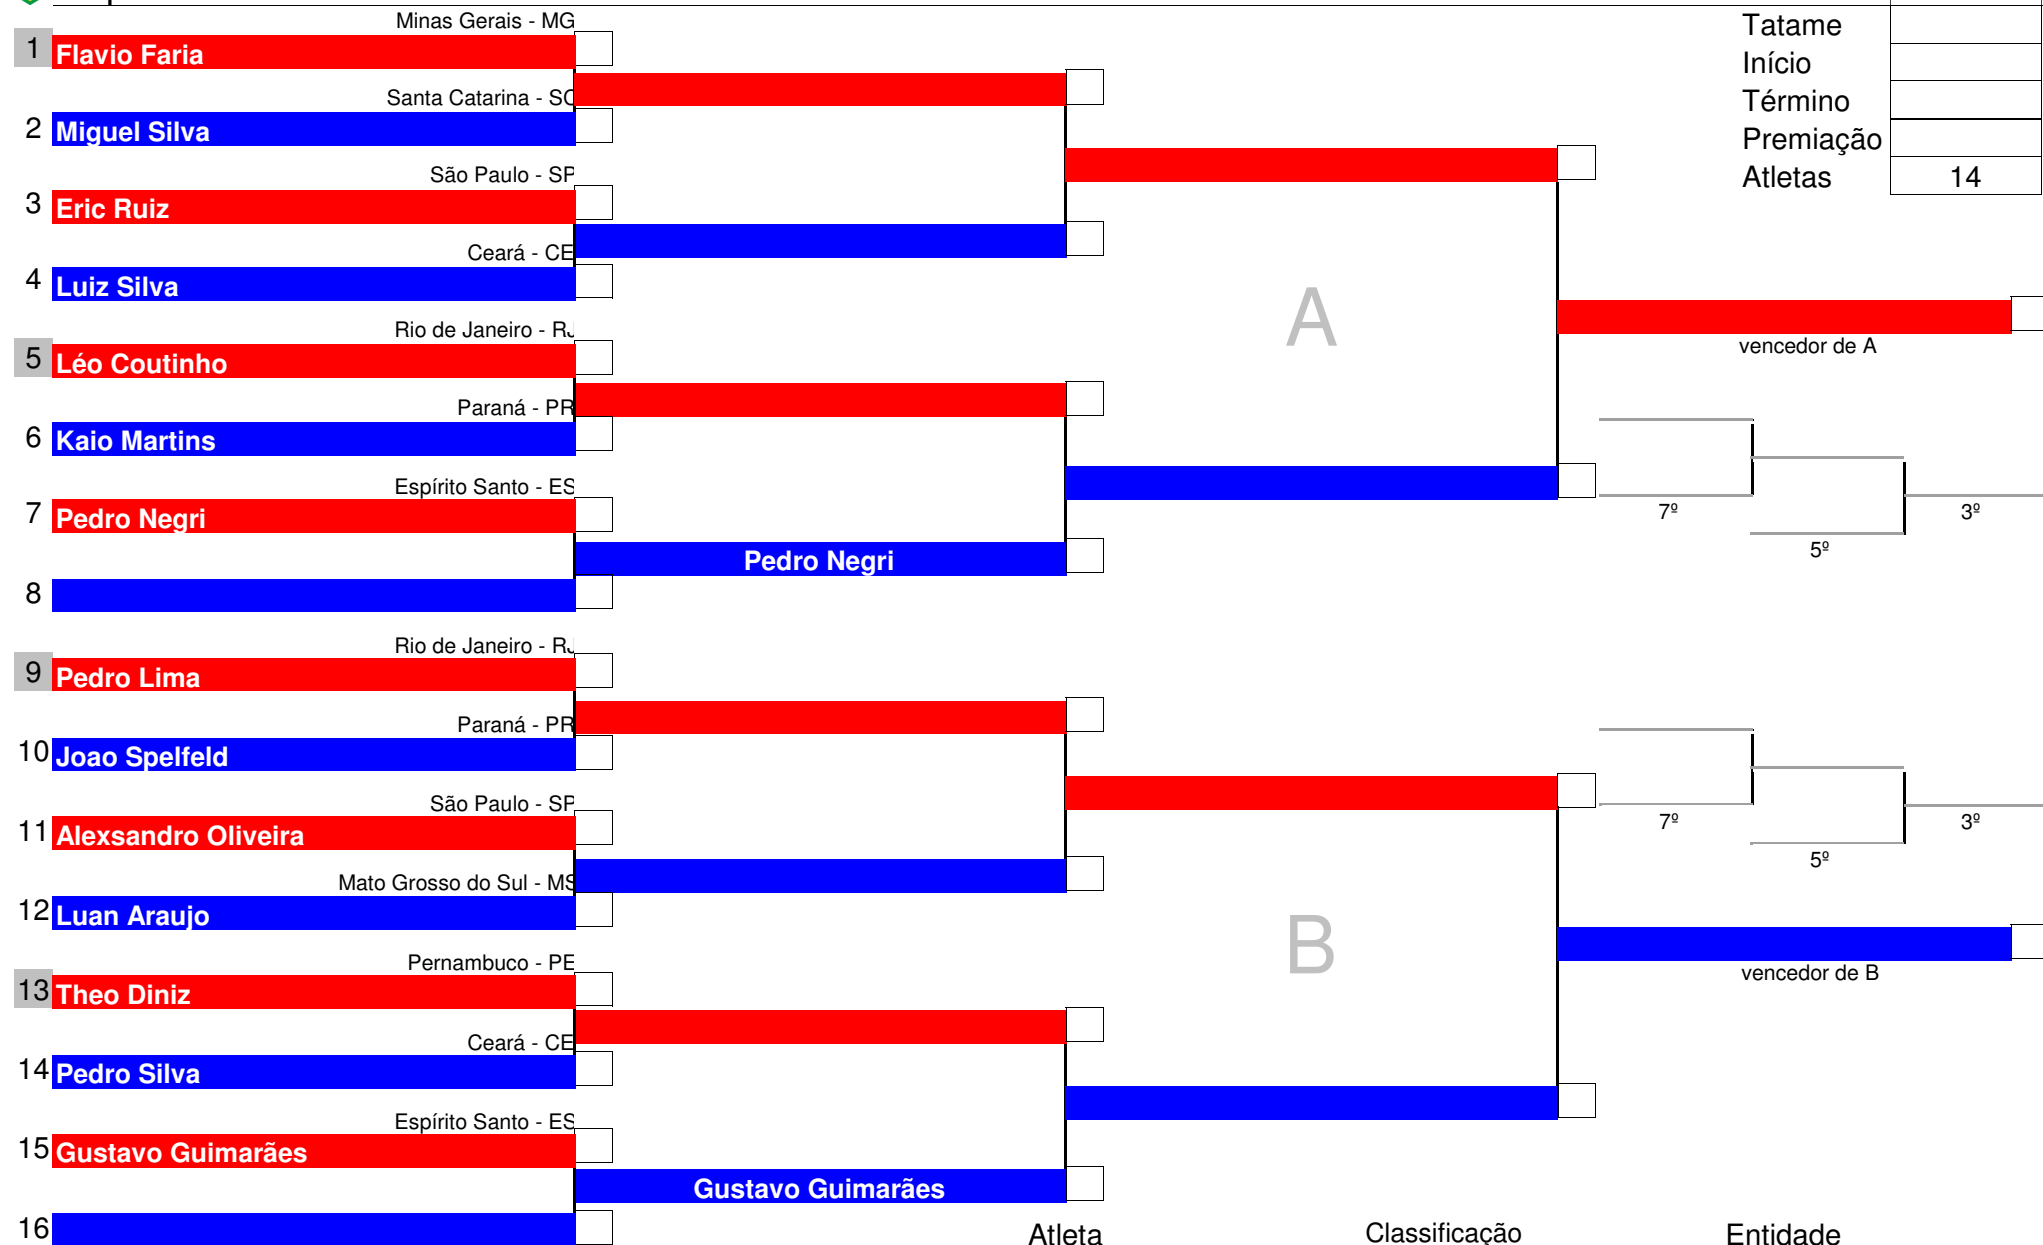 Minas Gerais - MG
1 Flavio Faria
Santa Catarina - SC
2 Miguel Silva
São Paulo - SP
3 Eric Ruiz
Ceará - CE
4 Luiz Silva
Rio de Janeiro - RJ
5 Léo Coutinho
Paraná - PR
6 Kaio Martins
Espírito Santo - ES
7 Pedro Negri
Pedro Negri
8
Rio de Janeiro - RJ
9 Pedro Lima
Paraná - PR
10 Joao Spelfeld
São Paulo - SP
11 Alexsandro Oliveira
Mato Grosso do Sul - MS
12 Luan Araujo
Pernambuco - PE
13 Theo Diniz
Ceará - CE
14 Pedro Silva
Espírito Santo - ES
15 Gustavo Guimarães
Gustavo Guimarães
16
A
B
Tatame
Início
Término
Premiação
Atletas 14
vencedor de A
7º
3º
5º
7º
3º
5º
vencedor de B
Atleta Classificação Entidade